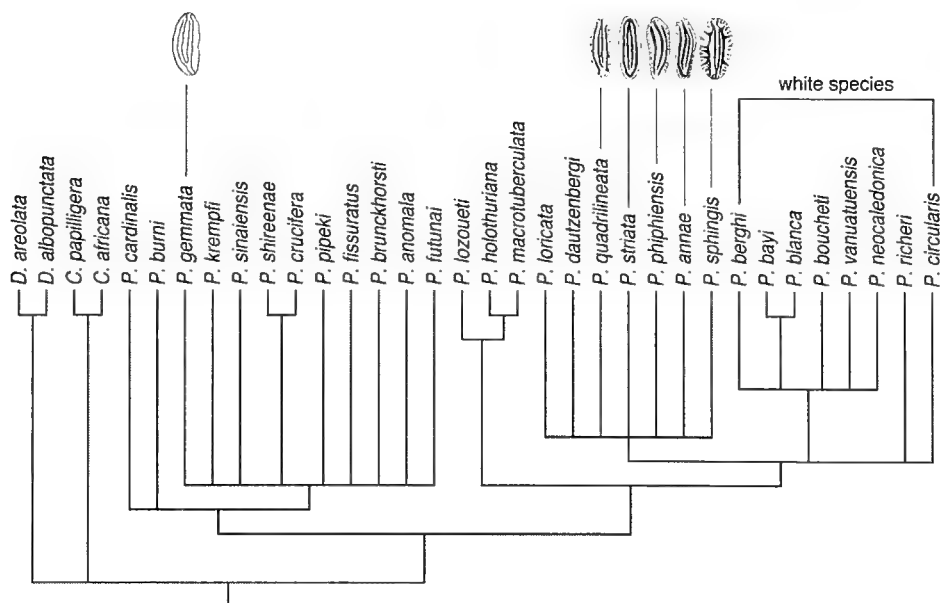 white species
D. areolata
D. albopunctata
C. papilligera
C. africana
P. cardinalis
P. burni
P. gemmata
P. krempfi
P. sinaiensis
P. shireenae
P. crucifera
P. pipeki
P. fissuratus
P. brunckhorsti
P. anomala
P. futunai
P. lozoueti
P. holothuriana
P. macrotuberculata
P. loricata
P. dautzenbergi
P. quadrilineata
P. striata
P. phiphiensis
P. annae
P. sphingis
P. berghi
P. bayi
P. blanca
P. boucheti
P. vanuatuensis
P. neocaledonica
P. richeri
P. circularis